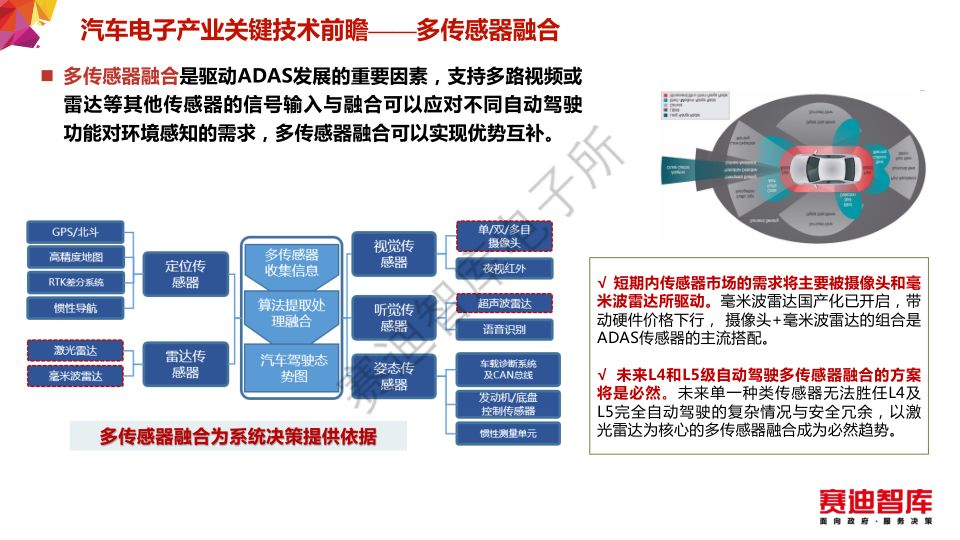 汽车电子产业关键技术前瞻——多传感器融合
多传感器融合是驱动ADAS发展的重要因素，支持多路视频或
雷达等其他传感器的信号输入与融合可以应对不同自动驾驶
功能对环境感知的需求，多传感器融合可以实现优势互补。
GPS/北斗
高精度地图
RTK差分系统
惯性导航
定位传
感器
激光雷达
毫米波雷达
雷达传
感器
多传感器
收集信息
算法提取处
理融合
汽车驾驶态
势图
视觉传
感器
单/双/多目
摄像头
夜视红外
听觉传
感器
超声波雷达
语音识别
姿态传
感器
车载诊断系统
及CAN总线
发动机/底盘
控制传感器
惯性测量单元
多传感器融合为系统决策提供依据
√ 短期内传感器市场的需求将主要被摄像头和毫
米波雷达所驱动。毫米波雷达国产化已开启，带
动硬件价格下行， 摄像头+毫米波雷达的组合是
ADAS传感器的主流搭配。
√ 未来L4和L5级自动驾驶多传感器融合的方案
将是必然。未来单一种类传感器无法胜任L4及
L5完全自动驾驶的复杂情况与安全冗余，以激
光雷达为核心的多传感器融合成为必然趋势。
赛迪智库电子所
赛迪智库
面向政府·服务决策